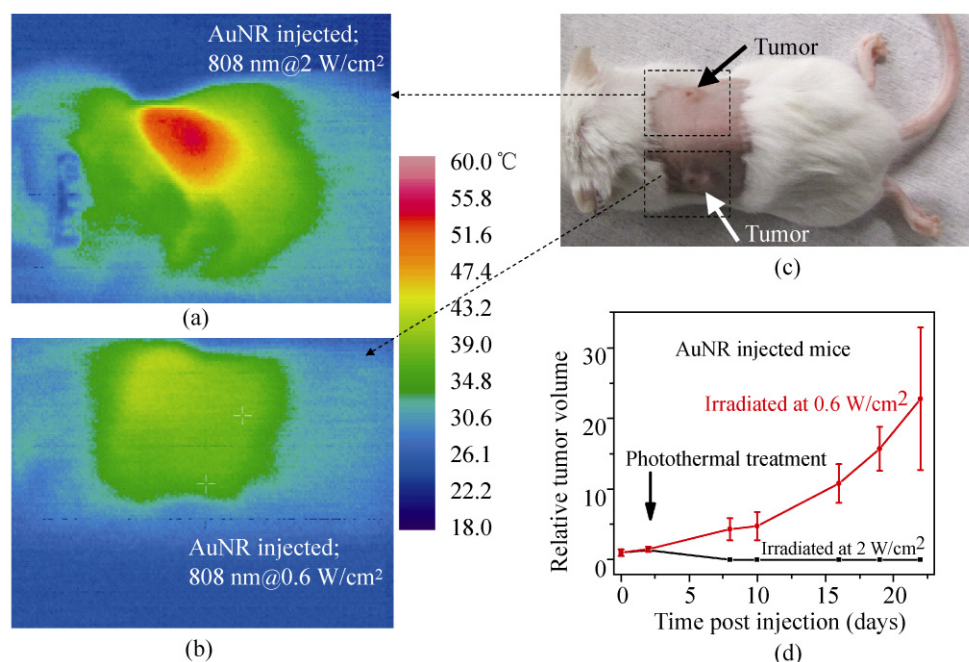 AuNR injected;
808 nm@2 W/cm²
(a)
60.0 ℃
55.8
51.6
47.4
43.2
39.0
34.8
30.6
26.4
22.2
18.0
AuNR injected;
808 nm@0.6 W/cm²
(b)
Tumor
Tumor
(c)
30
20
10
0
Relative tumor volume
AuNR injected mice
Irradiated at 0.6 W/cm²
Photothermal treatment
Irradiated at 2 W/cm²
0
5
10
15
20
Time post injection (days)
(d)